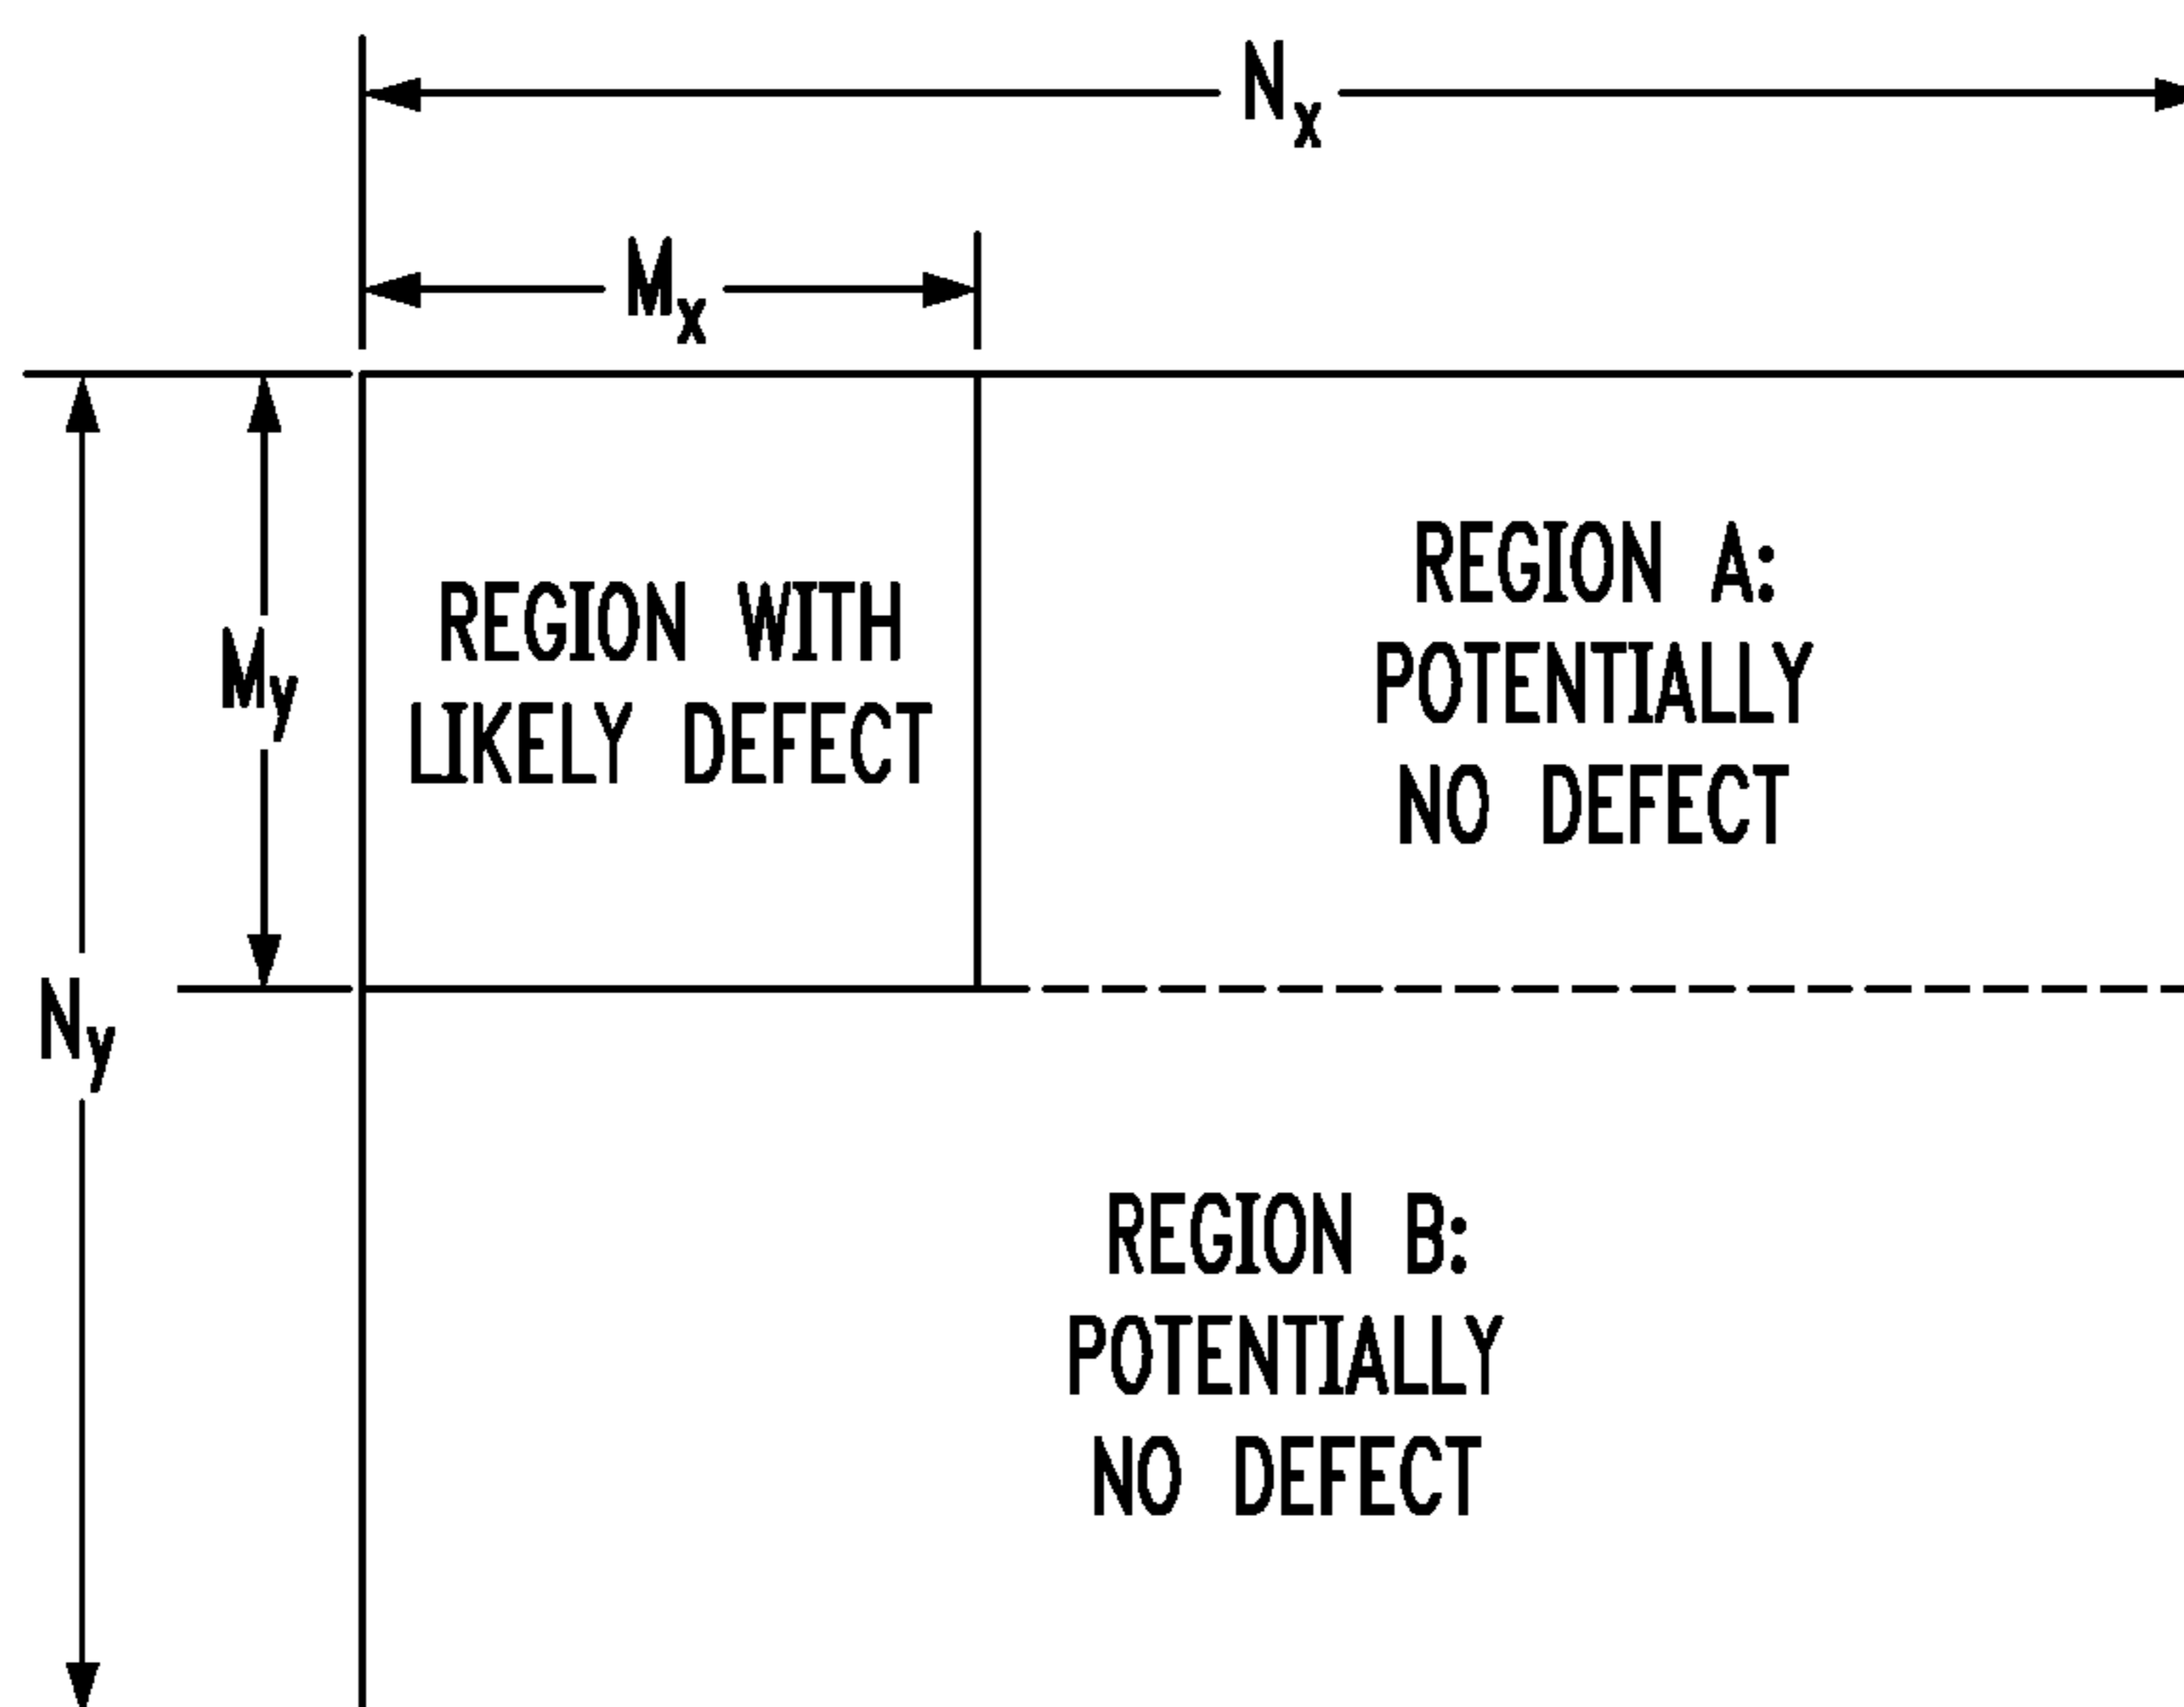 Nx
Mx
REGION WITH
LIKELY DEFECT
My
REGION A:
POTENTIALLY
NO DEFECT
Ny
REGION B:
POTENTIALLY
NO DEFECT